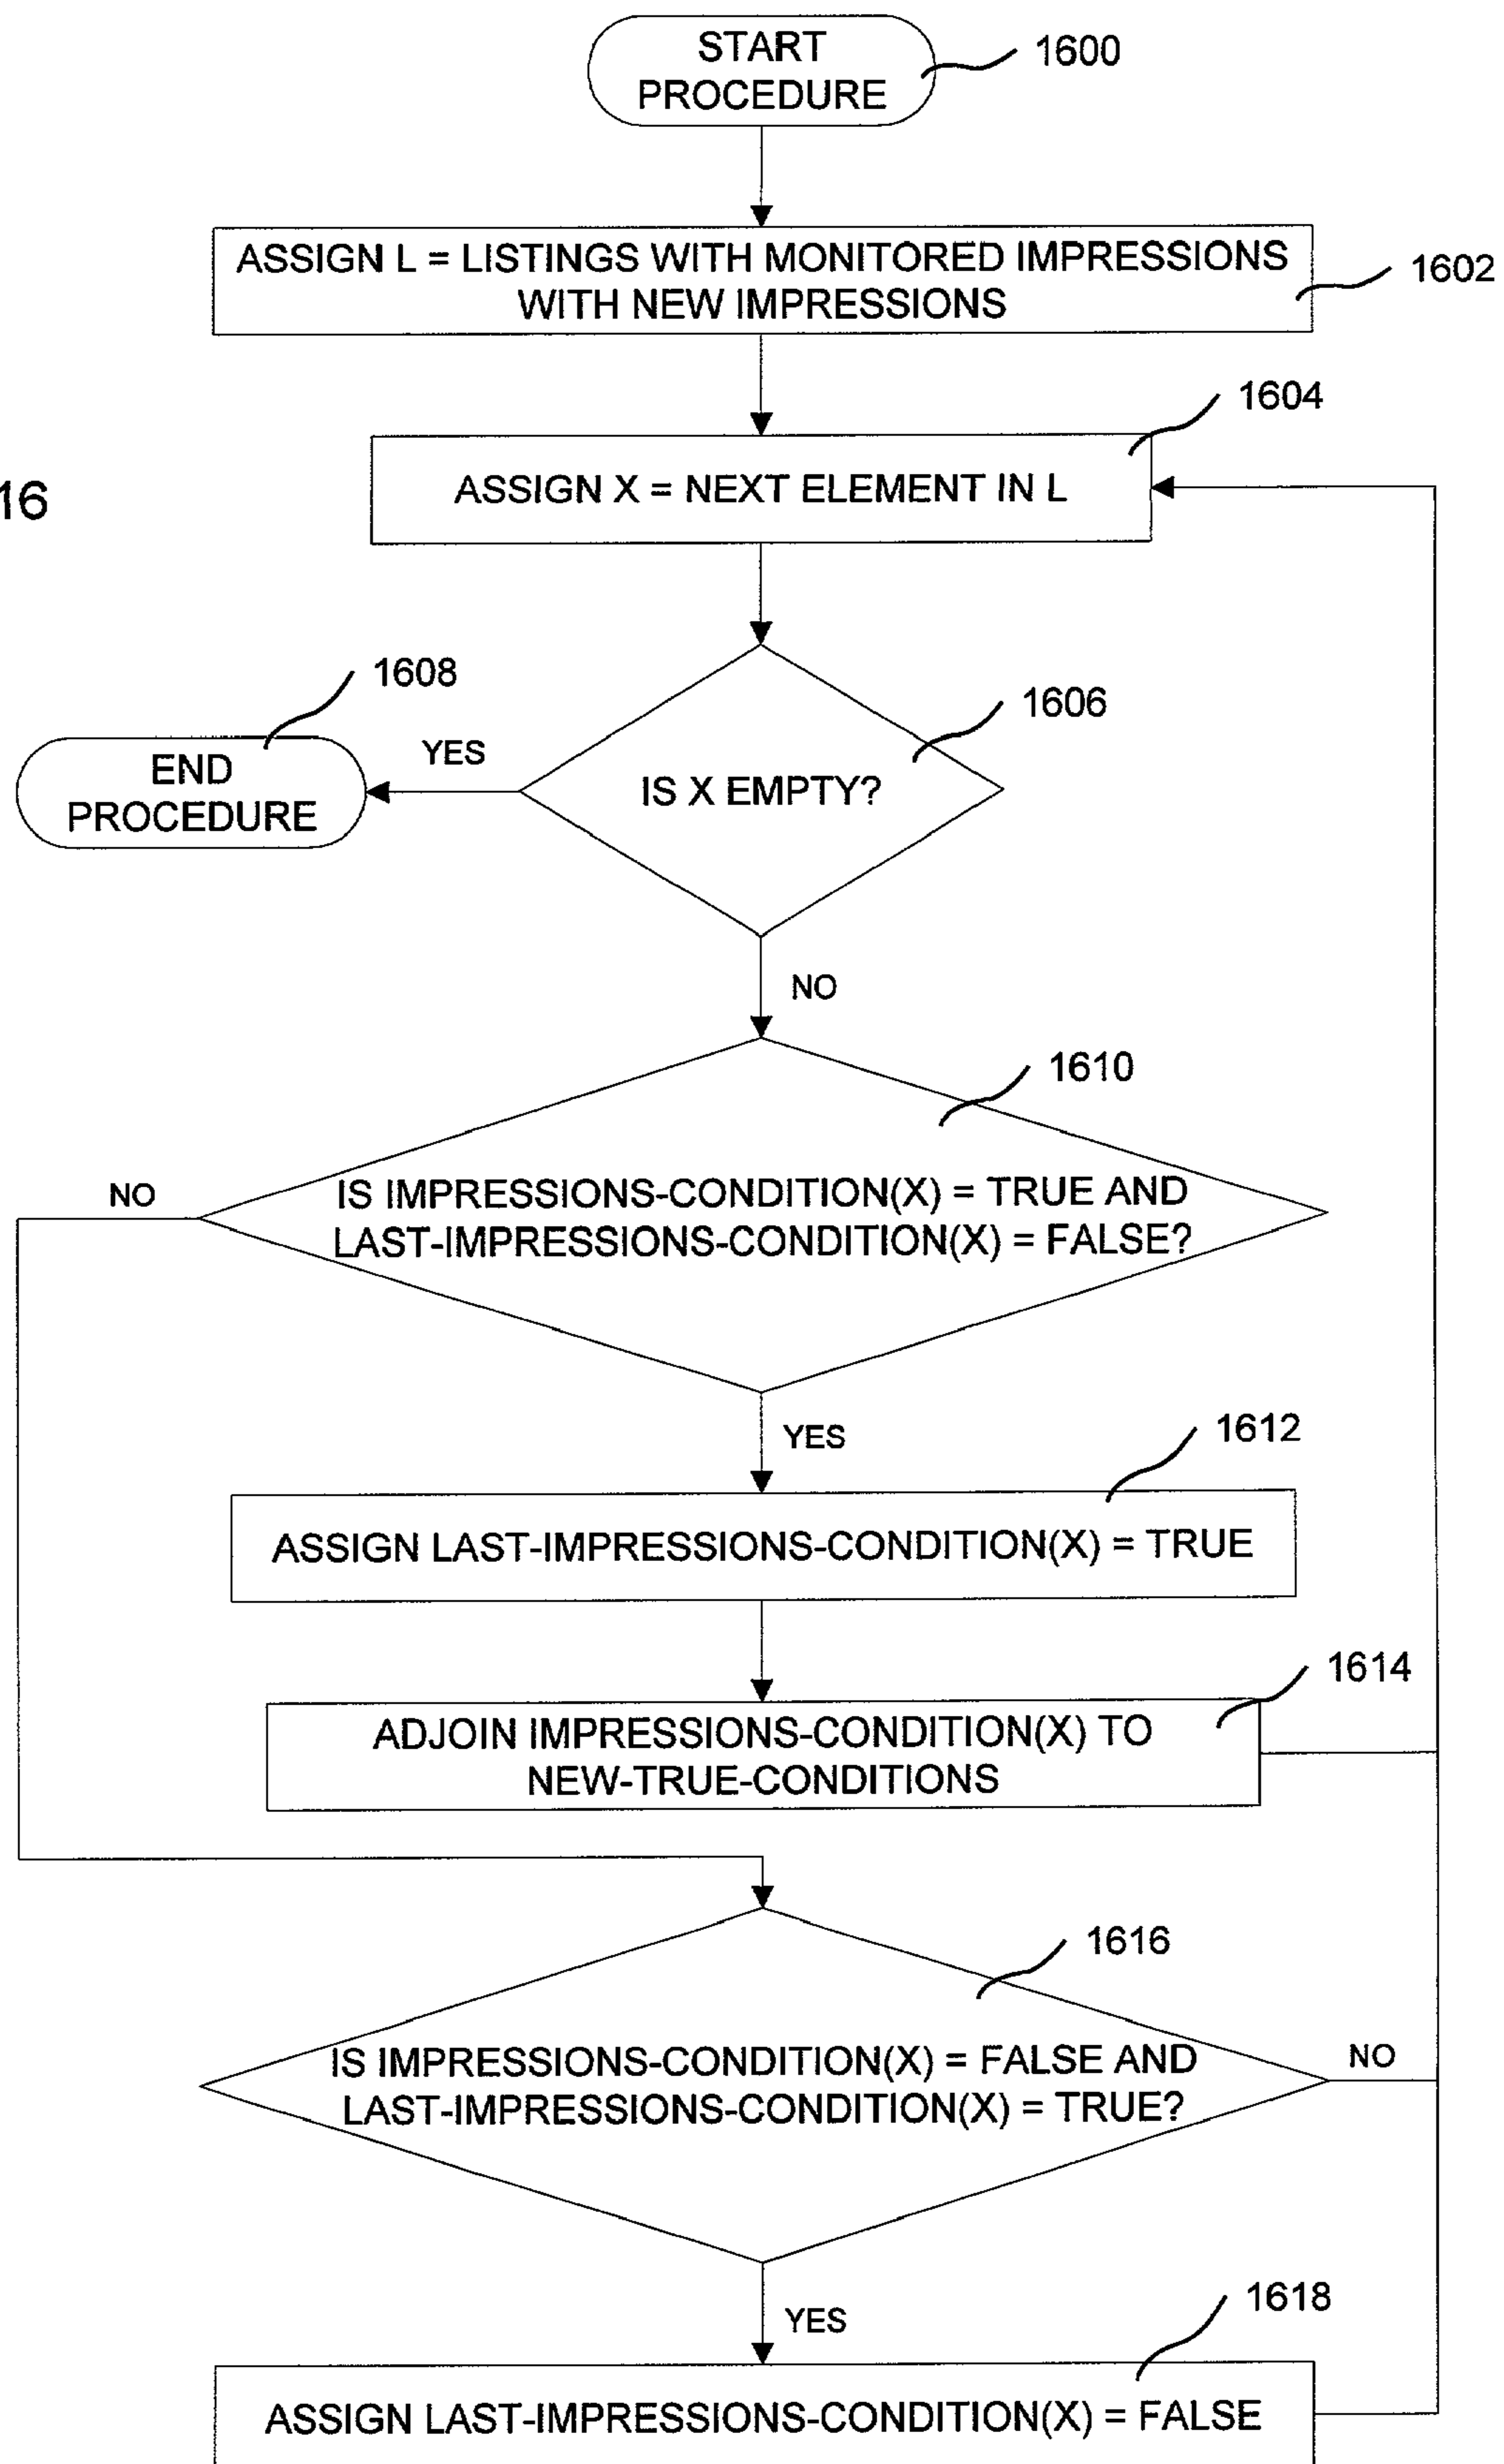 START
PROCEDURE
1600
ASSIGN L = LISTINGS WITH MONITORED IMPRESSIONS
WITH NEW IMPRESSIONS
1602
1604
16
ASSIGN X = NEXT ELEMENT IN L
1608
END
PROCEDURE
YES
1606
IS X EMPTY?
NO
1610
NO
IS IMPRESSIONS-CONDITION(X) = TRUE AND
LAST-IMPRESSIONS-CONDITION(X) = FALSE?
YES
1612
ASSIGN LAST-IMPRESSIONS-CONDITION(X) = TRUE
1614
ADJOIN IMPRESSIONS-CONDITION(X) TO
NEW-TRUE-CONDITIONS
1616
IS IMPRESSIONS-CONDITION(X) = FALSE AND
LAST-IMPRESSIONS-CONDITION(X) = TRUE?
NO
YES
1618
ASSIGN LAST-IMPRESSIONS-CONDITION(X) = FALSE